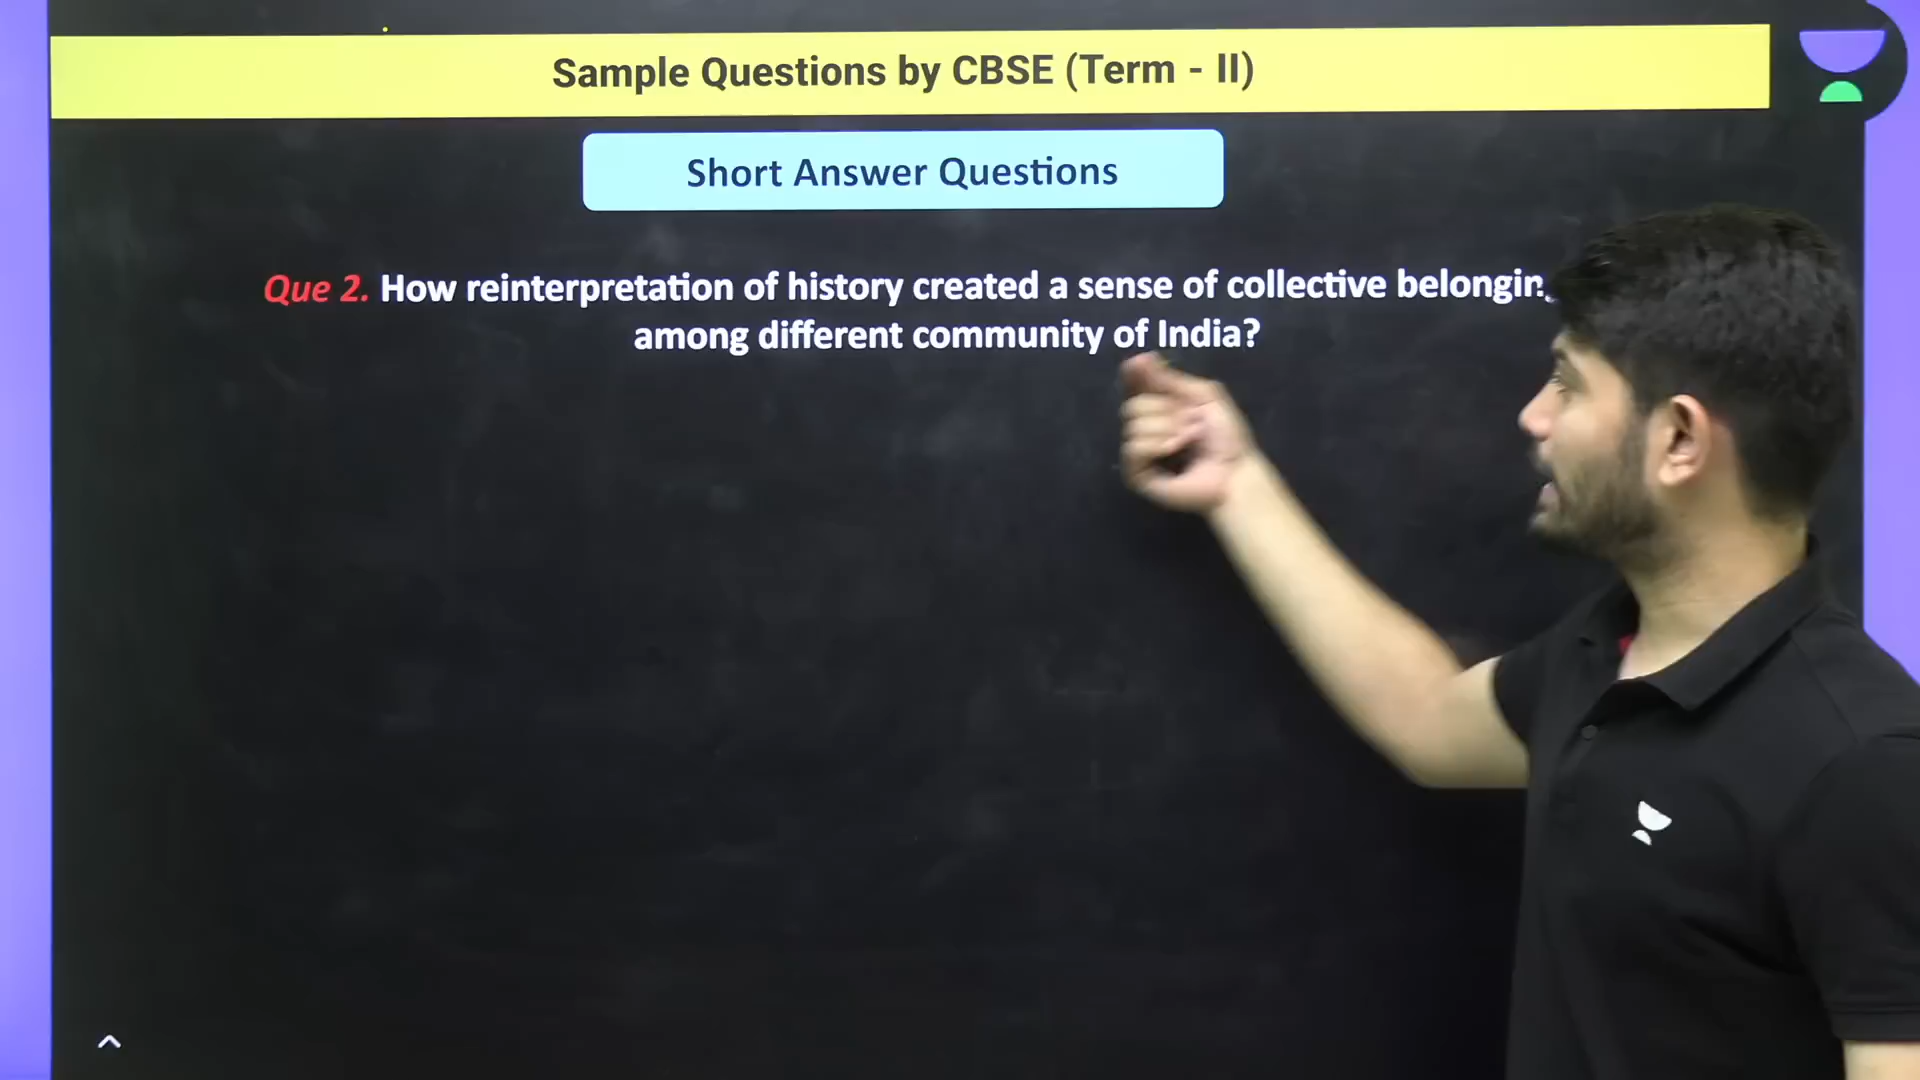 Sample Questions by CBSE (Term - II)
Short Answer Questions
Que 2. How reinterpretation of history created a sense of collective
among different community of India?